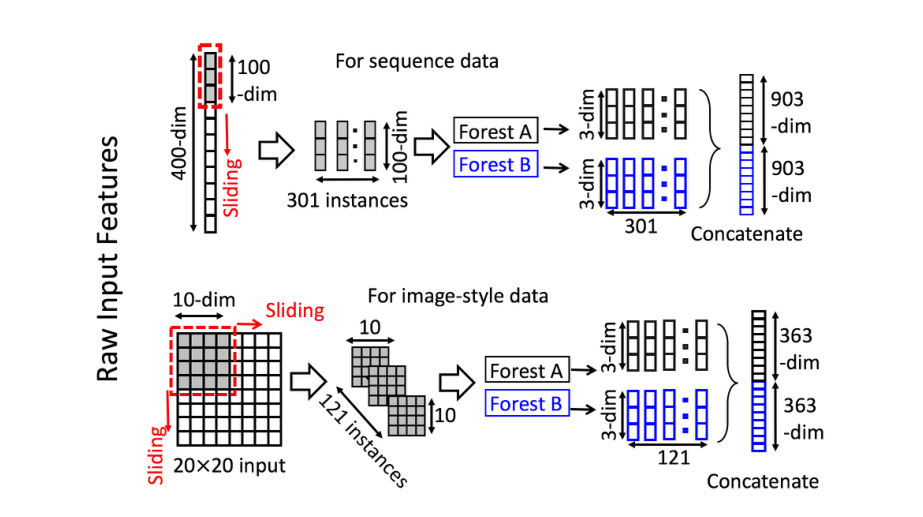 Raw Input Features
For sequence data
400-dim
100
-dim
Sliding
301 instances
100-dim
Forest A
Forest B
3-dim
3-dim
301
903
-dim
903
-dim
Concatenate
For image-style data
10-dim
Sliding
Sliding
20×20 input
10
10
121 instances
Forest A
Forest B
3-dim
3-dim
121
363
-dim
363
-dim
Concatenate